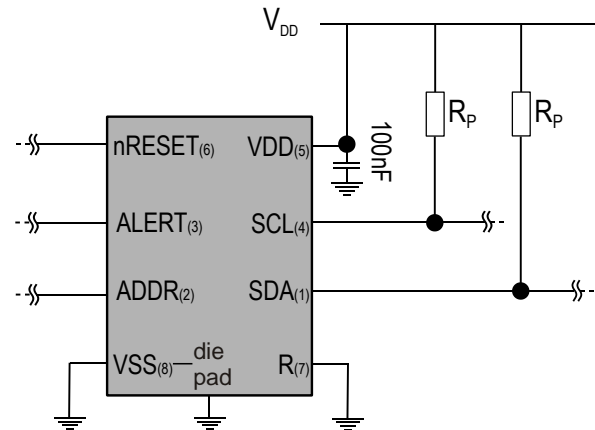 VDD
nRESET(6)
VDD(5)
100nF
RP
RP
ALERT(3)
SCL(4)
ADDR(2)
SDA(1)
VSS(8)—die
pad
R(7)